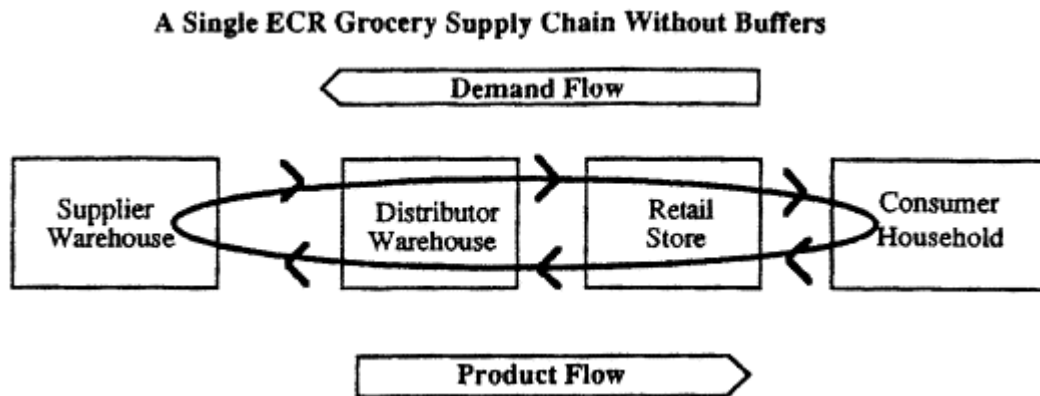 A Single ECR Grocery Supply Chain Without Buffers
Demand Flow
Supplier
Warehouse
Distributor
Warehouse
Retail
Store
Consumer
Household
Product Flow